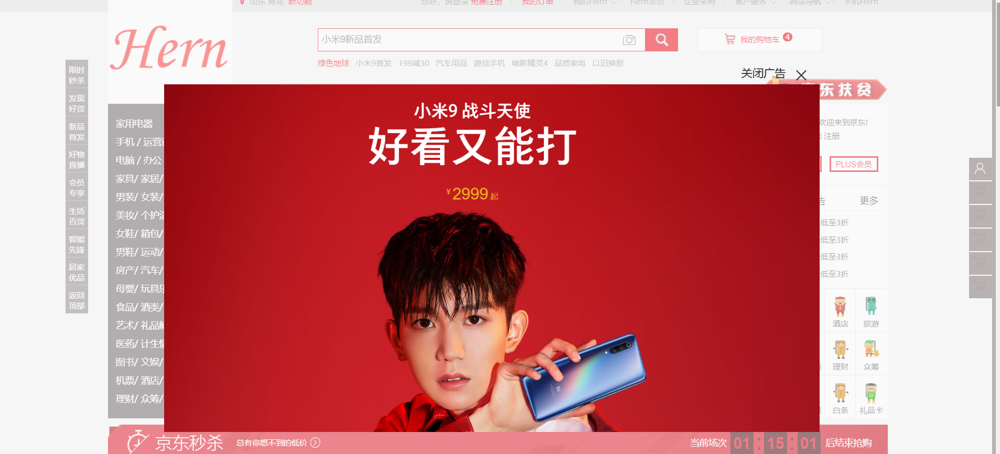 山东 青岛 新功能
您好，请登录 免费注册
我的订单
我的Hern
Hern会员
企业采购
客户服务
网站导航
手机Hern
Hern
小米9新品首发
我的购物车 4
绿色地球 小米9首发 199减30 汽车用品 游戏手机 暗影精灵4 品质家电 以旧换新
关闭广告
东扶贫
限时
秒杀
发现
好货
新品
首发
好物
直播
会员
专享
生活
百货
智能
先锋
居家
优品
返回
顶部
家用电器
手机 / 运营
电脑 / 办公
家具/ 家居/
男装/ 女装/
美妆/ 个护
女鞋/ 箱包/
男鞋/ 运动/
房产/ 汽车/
母婴/ 玩具
食品/ 酒类/
艺术/ 礼品
医药/ 计生
图书/ 文娱/
机票/ 酒店/
理财/ 众筹/
小米9 战斗天使
好看又能打
¥2999起
mi
欢迎来到京东!
注册
PLUS会员
告 更多
低至3折
低至3折
低至3折
低至3折
酒店 旅游
理财 众筹
白条 礼品卡
京东秒杀 总有你想不到的低价
当前场次 01:15:01 后结束抢购